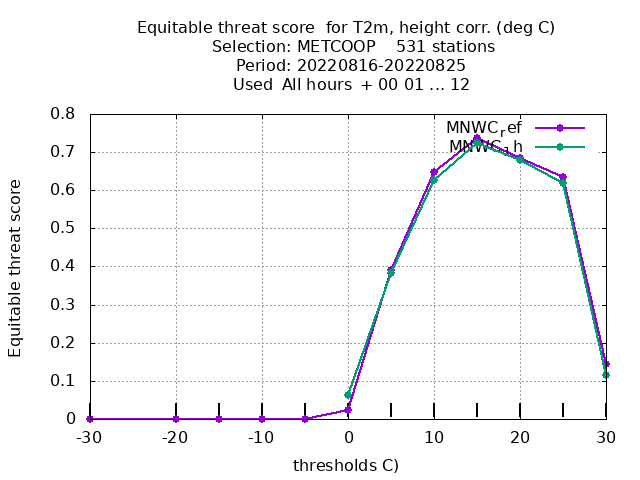 Equitable threat score  for T2m, height corr. (deg C)
Selection: METCOOP    531 stations
Period: 20220816-20220825
Used  All hours  + 00 01 ... 12
MNWC_ref
MNWC_1h
Equitable threat score
0.8
0.7
0.6
0.5
0.4
0.3
0.2
0.1
0
-30 -20 -10 0 10 20 30
thresholds C)